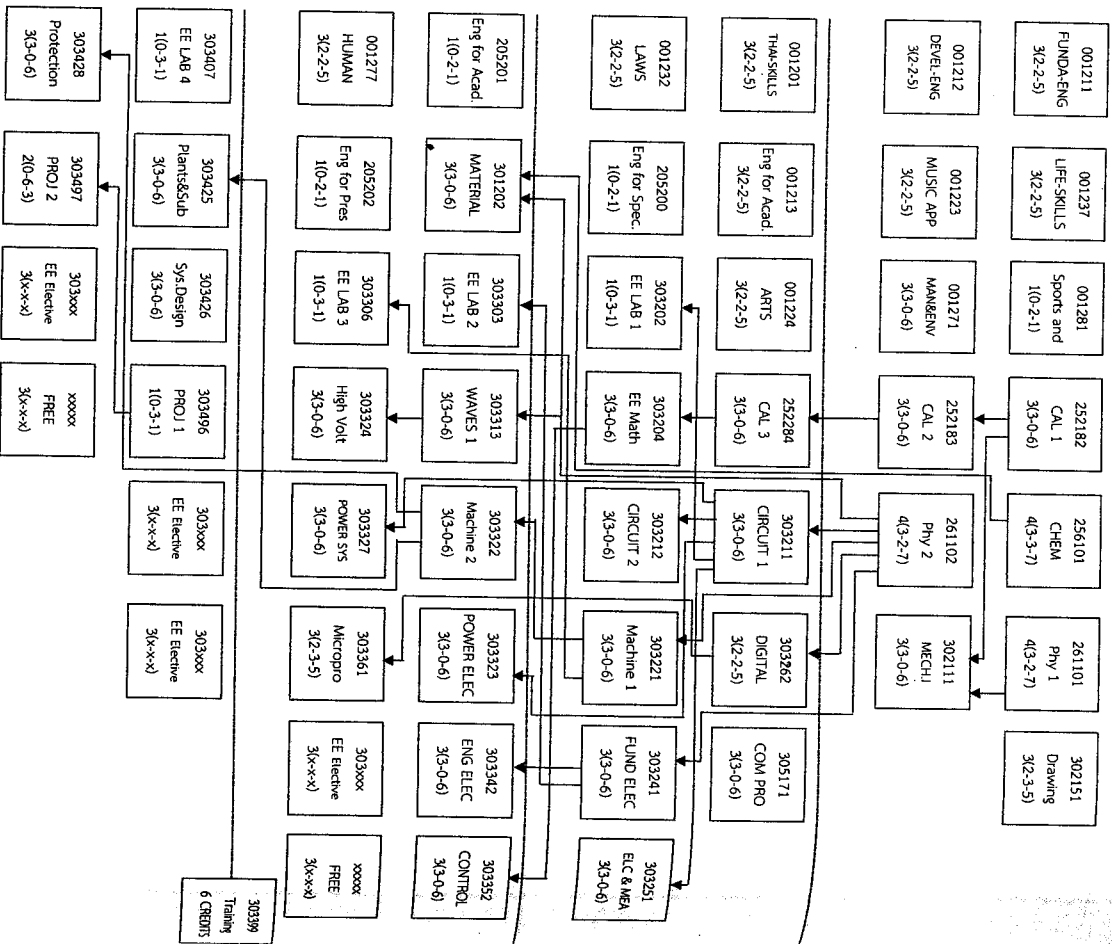 001211
FUNDA-ENG
3(2-2-5)
001237
LIFE-SKILLS
3(2-2-5)
001281
Sports and
1(0-2-1)
252182
CAL 1
3(3-0-6)
256101
CHEM
4(3-3-7)
261101
Phy 1
4(3-2-7)
302151
Drawing
3(2-3-5)
001212
DEVEL-ENG
3(2-2-5)
001223
MUSIC APP
3(2-2-5)
001271
MAN&ENV
3(3-0-6)
252183
CAL 2
3(3-0-6)
261102
Phy 2
4(3-2-7)
302111
MECH.I
3(3-0-6)
001201
THAI-SKILLS
3(2-2-5)
001213
Eng for Acad.
3(2-2-5)
001224
ARTS
3(2-2-5)
252284
CAL 3
3(3-0-6)
303211
CIRCUIT 1
3(3-0-6)
303262
DIGITAL
3(2-2-5)
305171
COM PRO
3(3-0-6)
001232
LAWS
3(2-2-5)
205200
Eng for Spec.
1(0-2-1)
303202
EE LAB 1
1(0-3-1)
303204
EE Math
3(3-0-6)
303212
CIRCUIT 2
3(3-0-6)
303221
Machine 1
3(3-0-6)
303241
FUND ELEC
3(3-0-6)
303251
ELC & MEA
3(3-0-6)
205201
Eng for Acad.
1(0-2-1)
301202
MATERIAL
3(3-0-6)
303303
EE LAB 2
1(0-3-1)
303313
WAVES 1
3(3-0-6)
303322
Machine 2
3(3-0-6)
303323
POWER ELEC
3(3-0-6)
303342
ENG ELEC
3(3-0-6)
303352
CONTROL
3(3-0-6)
001277
HUMAN
3(2-2-5)
205202
Eng for Pres
1(0-2-1)
303306
EE LAB 3
1(0-3-1)
303324
High Volt
3(3-0-6)
303327
POWER SYS
3(3-0-6)
303361
Micropro
3(2-3-5)
303xxx
EE Elective
3(x-x-x)
xxxxx
FREE
3(x-x-x)
303399
Training
6 CREDITS
303407
EE LAB 4
1(0-3-1)
303425
Plants&Sub
3(3-0-6)
303426
Sys.Design
3(3-0-6)
303496
PROJ 1
1(0-3-1)
303xxx
EE Elective
3(x-x-x)
303xxx
EE Elective
3(x-x-x)
303428
Protection
3(3-0-6)
303497
PROJ 2
2(0-6-3)
303xxx
EE Elective
3(x-x-x)
xxxxx
FREE
3(x-x-x)